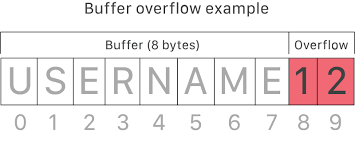 Buffer overflow example
Buffer (8 bytes) Overflow
U S E R N A M E 1 2
0 1 2 3 4 5 6 7 8 9